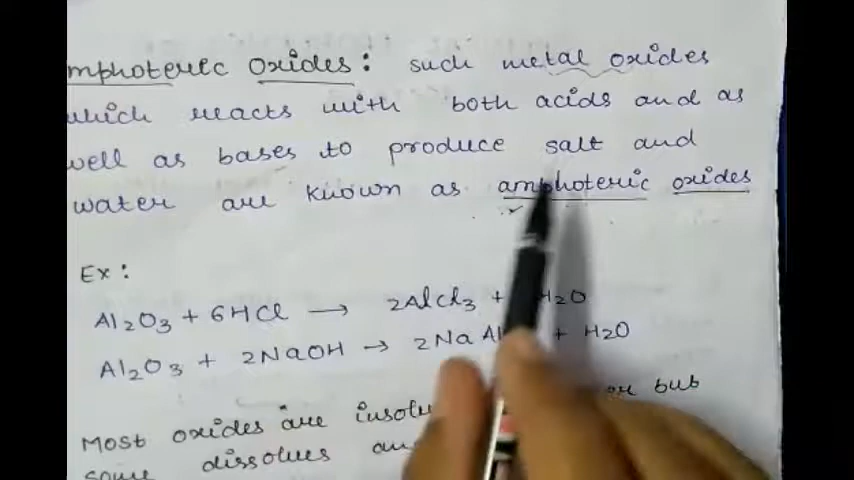 mphoteric oxides: such metal oxides
which reacts with both acids and as
well as bases to produce salt and
water are known as amphoteric oxides
Ex:
Al2O3 + 6HCl → 2AlCl3 + H2O
Al2O3 + 2NaOH → 2NaAl + H2O
Most oxides are insolu but
some dissolves